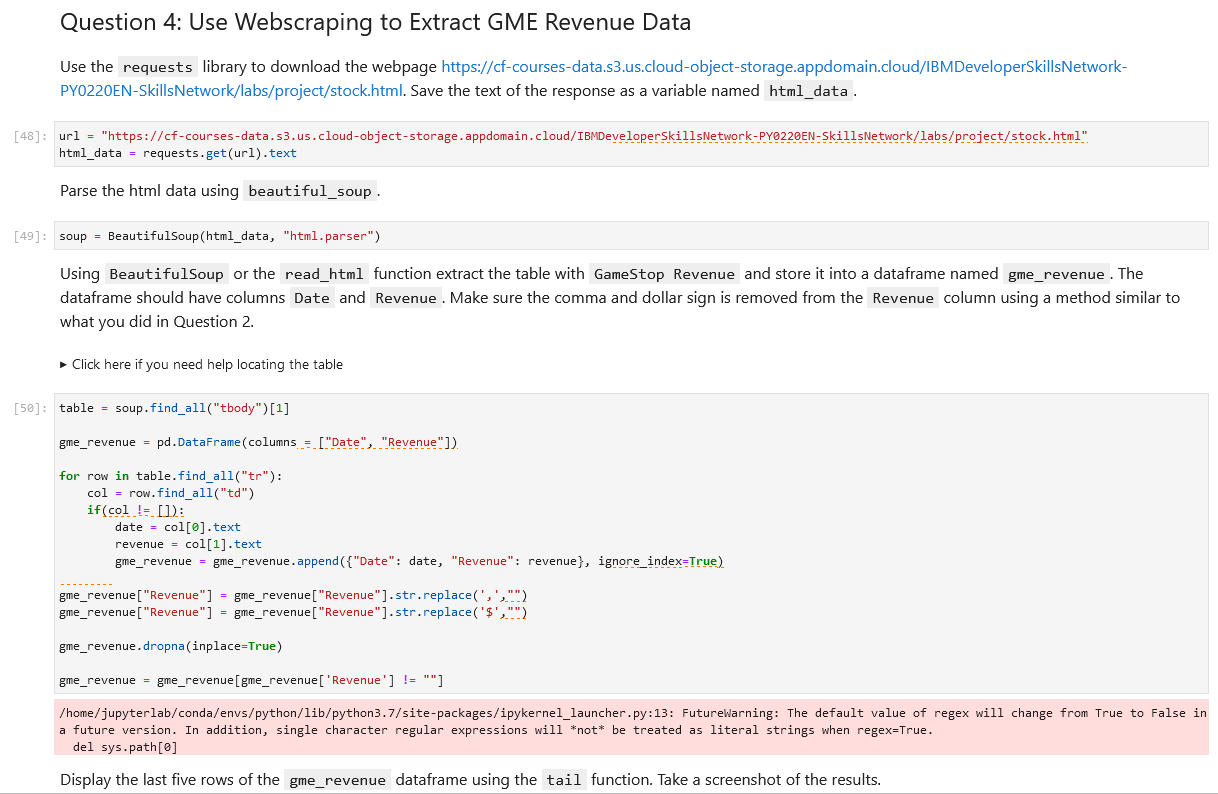 Question 4: Use Webscraping to Extract GME Revenue Data
Use the requests library to download the webpage https://cf-courses-data.s3.us.cloud-object-storage.appdomain.cloud/IBMDeveloperSkillsNetwork-
PY0220EN-SkillsNetwork/labs/project/stock.html. Save the text of the response as a variable named html_data.
[48]: url = "https://cf-courses-data.s3.us.cloud-object-storage.appdomain.cloud/IBMDeveloperSkillsNetwork-PY0220EN-SkillsNetwork/labs/project/stock.html"
html_data = requests.get(url).text
Parse the html data using beautiful_soup.
[49]: soup = BeautifulSoup(html_data, "html.parser")
Using BeautifulSoup or the read_html function extract the table with GameStop Revenue and store it into a dataframe named gme_revenue. The
dataframe should have columns Date and Revenue. Make sure the comma and dollar sign is removed from the Revenue column using a method similar to
what you did in Question 2.
▸ Click here if you need help locating the table
[50]: table = soup.find_all("tbody")[1]
gme_revenue = pd.DataFrame(columns = ["Date", "Revenue"])
for row in table.find_all("tr"):
    col = row.find_all("td")
    if(col != []):
        date = col[0].text
        revenue = col[1].text
        gme_revenue = gme_revenue.append({"Date": date, "Revenue": revenue}, ignore_index=True)
gme_revenue["Revenue"] = gme_revenue["Revenue"].str.replace(',',"")
gme_revenue["Revenue"] = gme_revenue["Revenue"].str.replace('$',"")
gme_revenue.dropna(inplace=True)
gme_revenue = gme_revenue[gme_revenue['Revenue'] != ""]
/home/jupyterlab/conda/envs/python/lib/python3.7/site-packages/ipykernel_launcher.py:13: FutureWarning: The default value of regex will change from True to False in
a future version. In addition, single character regular expressions will *not* be treated as literal strings when regex=True.
  del sys.path[0]
Display the last five rows of the gme_revenue dataframe using the tail function. Take a screenshot of the results.